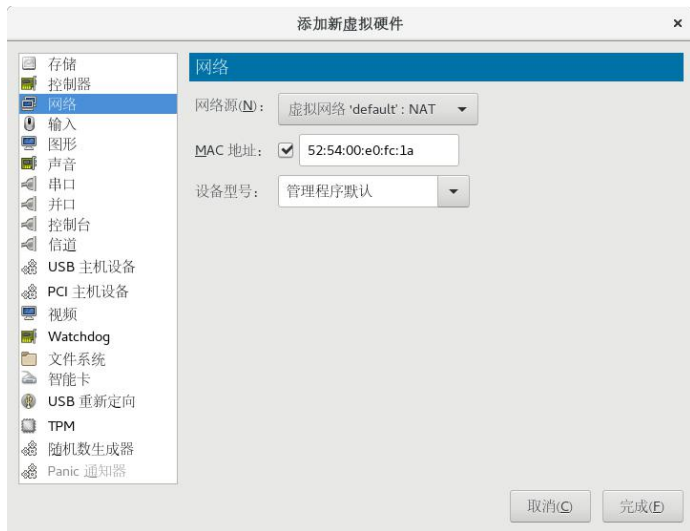 添加新虚拟硬件 ×
存储
控制器
网络
输入
图形
声音
串口
并口
控制台
信道
USB 主机设备
PCI 主机设备
视频
Watchdog
文件系统
智能卡
USB 重新定向
TPM
随机数生成器
Panic 通知器
网络
网络源(N): 虚拟网络 'default' : NAT
MAC 地址: 52:54:00:e0:fc:1a
设备型号: 管理程序默认
取消(C) 完成(F)